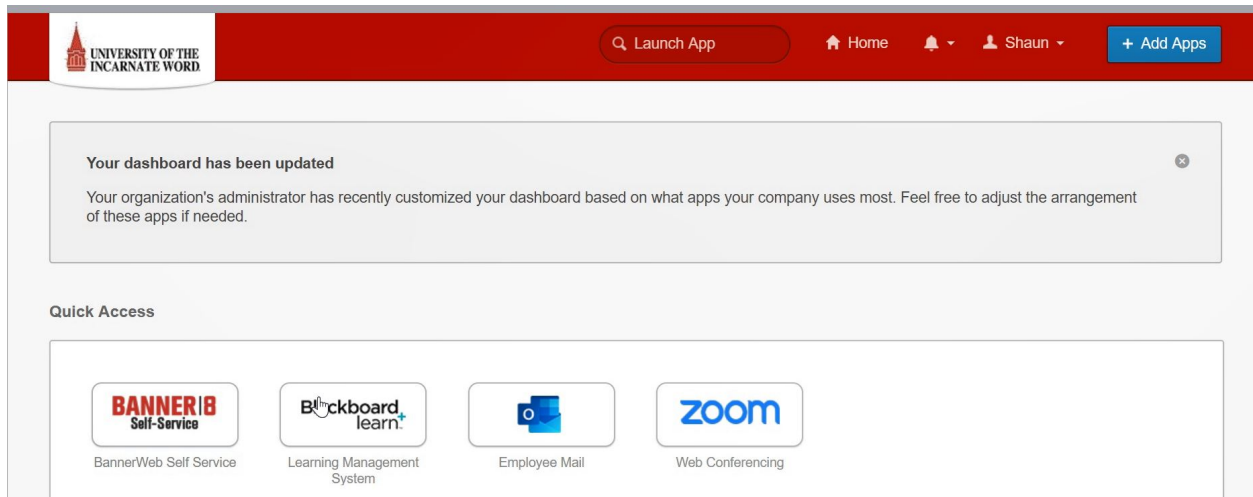 UNIVERSITY OF THE
INCARNATE WORD
Launch App
Home
Shaun
+ Add Apps
Your dashboard has been updated
Your organization's administrator has recently customized your dashboard based on what apps your company uses most. Feel free to adjust the arrangement
of these apps if needed.
Quick Access
BANNER|8
Self-Service
learn
zoom
BannerWeb Self Service
Learning Management
System
Employee Mail
Web Conferencing